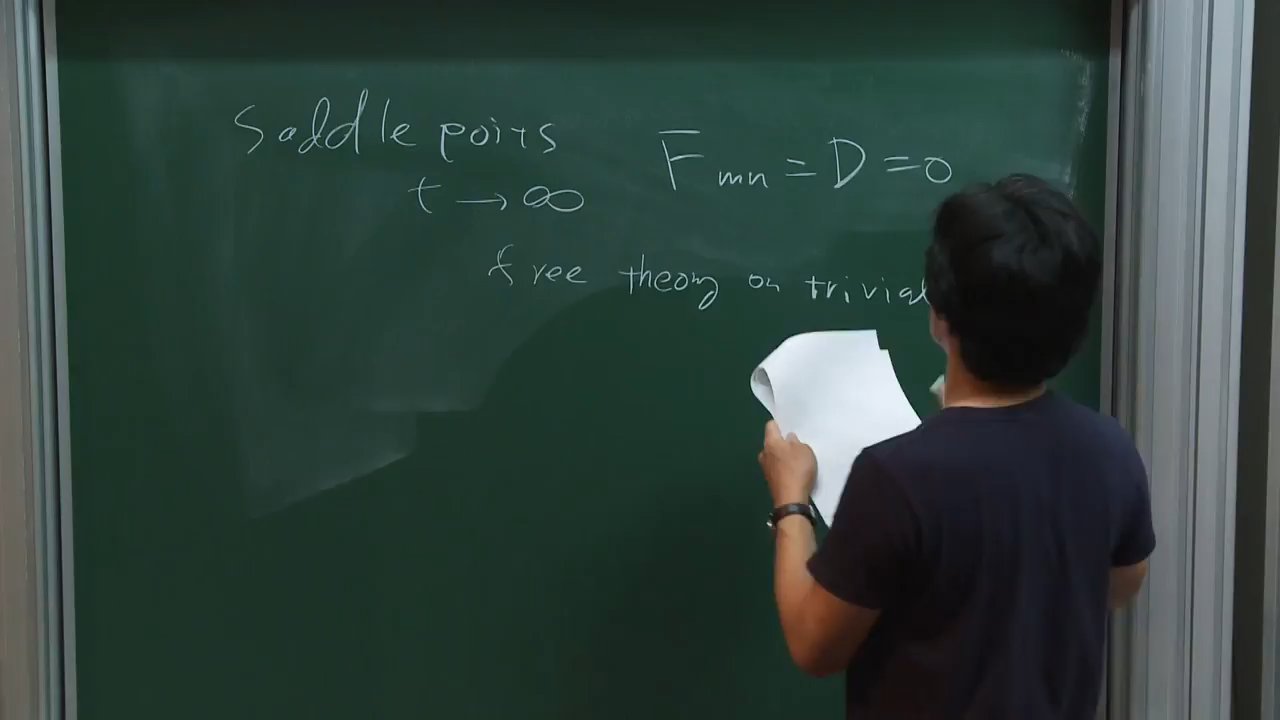 Saddle points
F_mn = D = 0
t → ∞
free theory on trivial